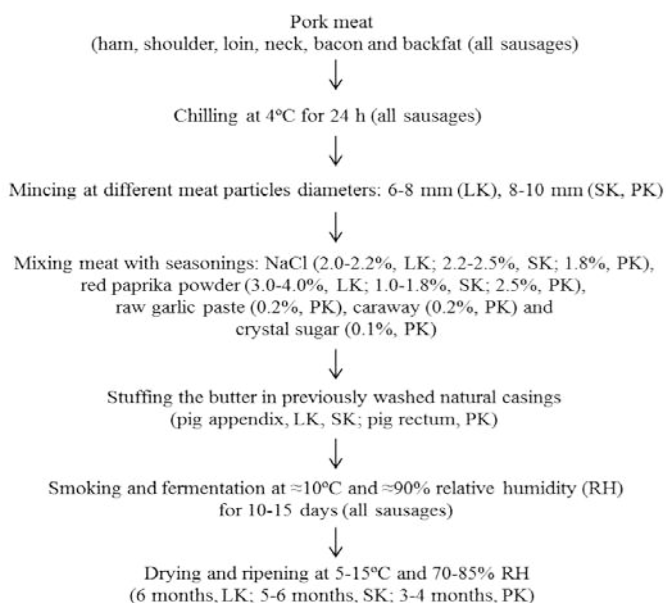 Pork meat
(ham, shoulder, loin, neck, bacon and backfat (all sausages)
Chilling at 4ºC for 24 h (all sausages)
Mincing at different meat particles diameters: 6-8 mm (LK), 8-10 mm (SK, PK)
Mixing meat with seasonings: NaCl (2.0-2.2%, LK; 2.2-2.5%, SK; 1.8%, PK),
red paprika powder (3.0-4.0%, LK; 1.0-1.8%, SK; 2.5%, PK),
raw garlic paste (0.2%, PK), caraway (0.2%, PK) and
crystal sugar (0.1%, PK)
Stuffing the butter in previously washed natural casings
(pig appendix, LK, SK; pig rectum, PK)
Smoking and fermentation at ≈10ºC and ≈90% relative humidity (RH)
for 10-15 days (all sausages)
Drying and ripening at 5-15ºC and 70-85% RH
(6 months, LK; 5-6 months, SK; 3-4 months, PK)